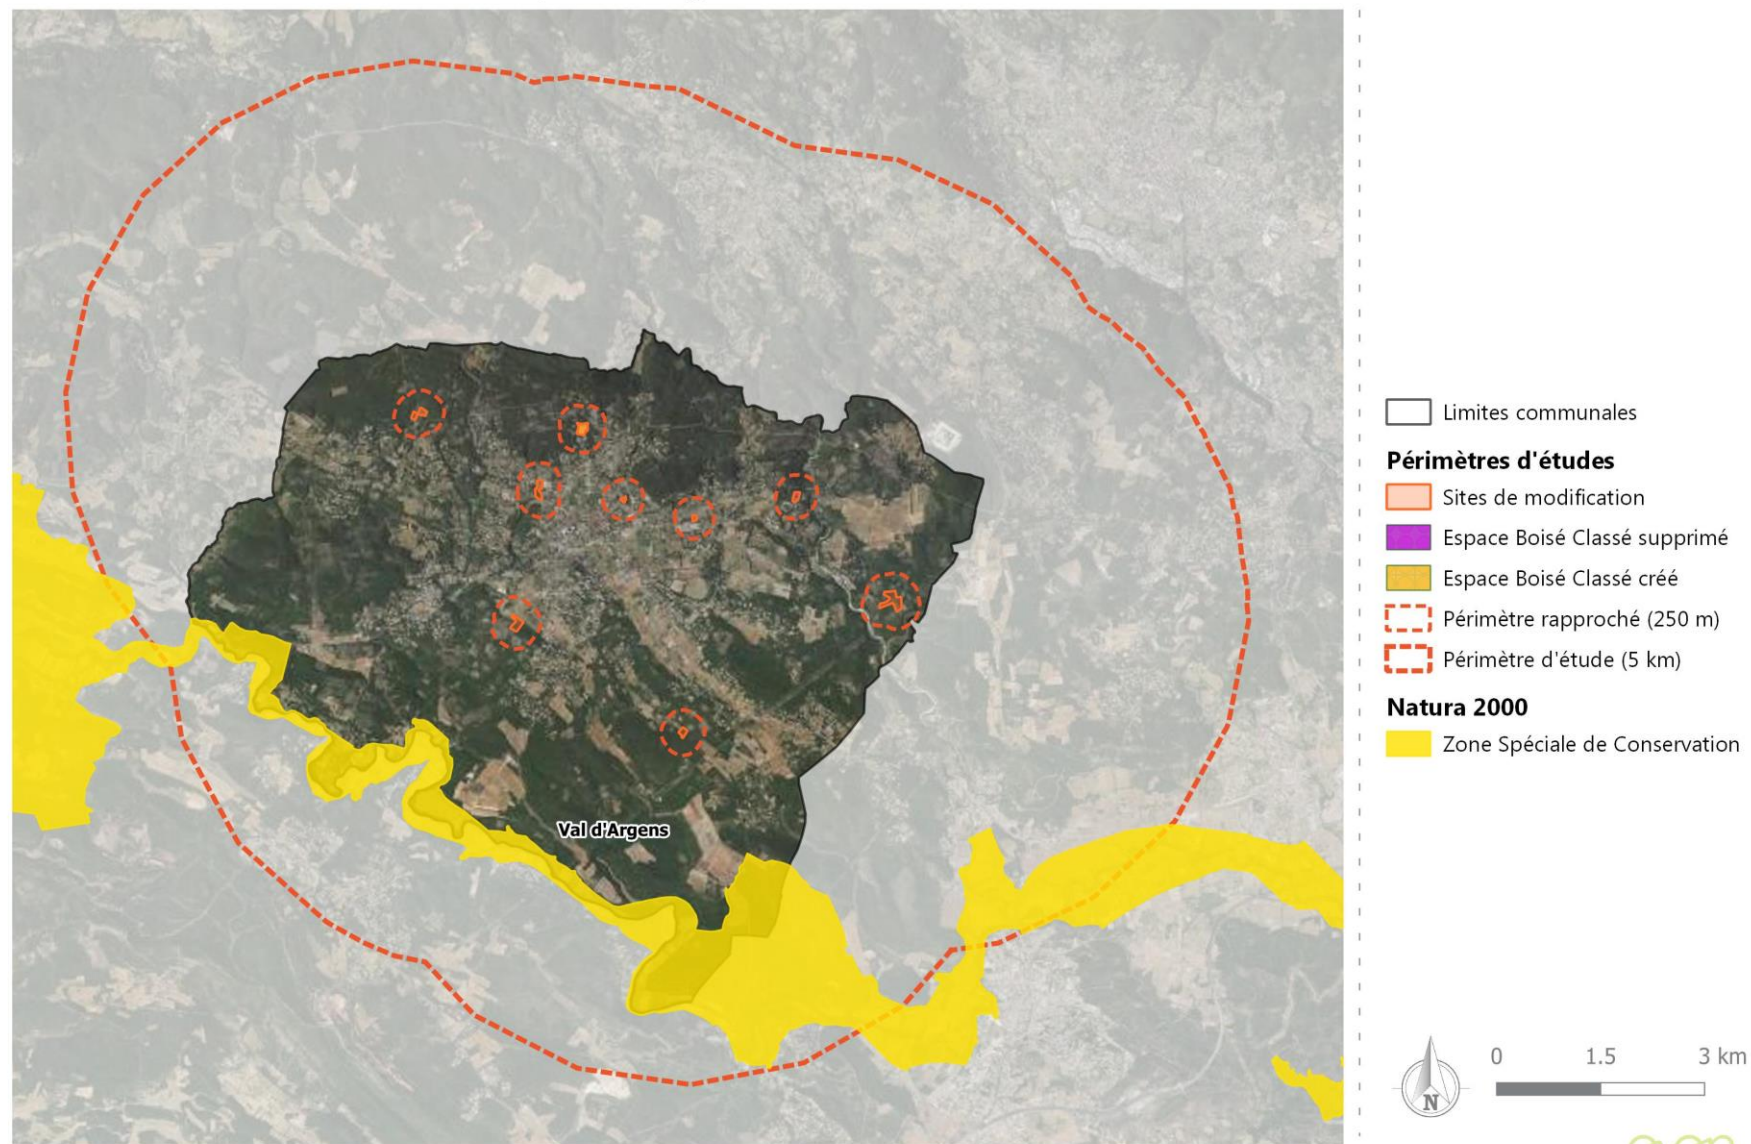 Val d'Argens
Limites communales
Périmètres d'études
Sites de modification
Espace Boisé Classé supprimé
Espace Boisé Classé créé
Périmètre rapproché (250 m)
Périmètre d'étude (5 km)
Natura 2000
Zone Spéciale de Conservation
0 1.5 3 km
N